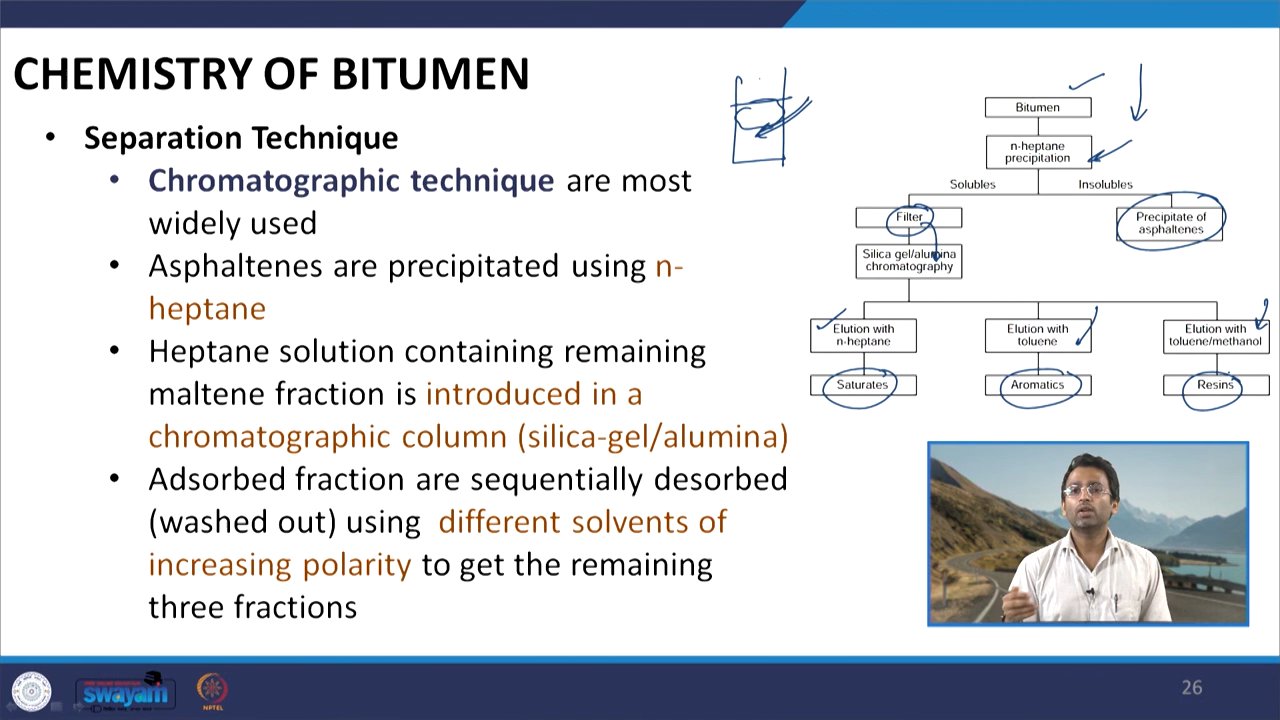 CHEMISTRY OF BITUMEN
• Separation Technique
• Chromatographic technique are most
widely used
• Asphaltenes are precipitated using n-
heptane
• Heptane solution containing remaining
maltene fraction is introduced in a
chromatographic column (silica-gel/alumina)
• Adsorbed fraction are sequentially desorbed
(washed out) using different solvents of
increasing polarity to get the remaining
three fractions
Bitumen
n-heptane
precipitation
Solubles
Insolubles
Filter
Precipitate of
asphaltenes
Silica gel/alumina
chromatography
Elution with
n-heptane
Elution with
toluene
Elution with
toluene/methanol
Saturates
Aromatics
Resins
swayam
NPTEL
26